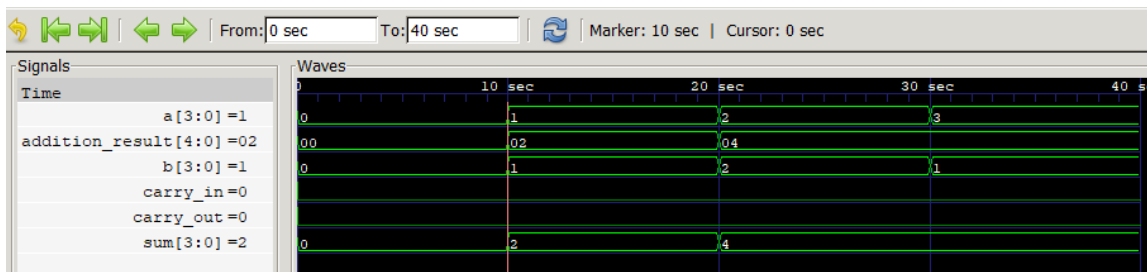 From: 0 sec To: 40 sec Marker: 10 sec | Cursor: 0 sec
Signals Waves
Time 0 10 sec 20 sec 30 sec 40 s
a[3:0] =1 0 1 2 3
addition_result[4:0] =02 00 02 04
b[3:0] =1 0 1 2 1
carry_in =0
carry_out =0
sum[3:0] =2 0 2 4